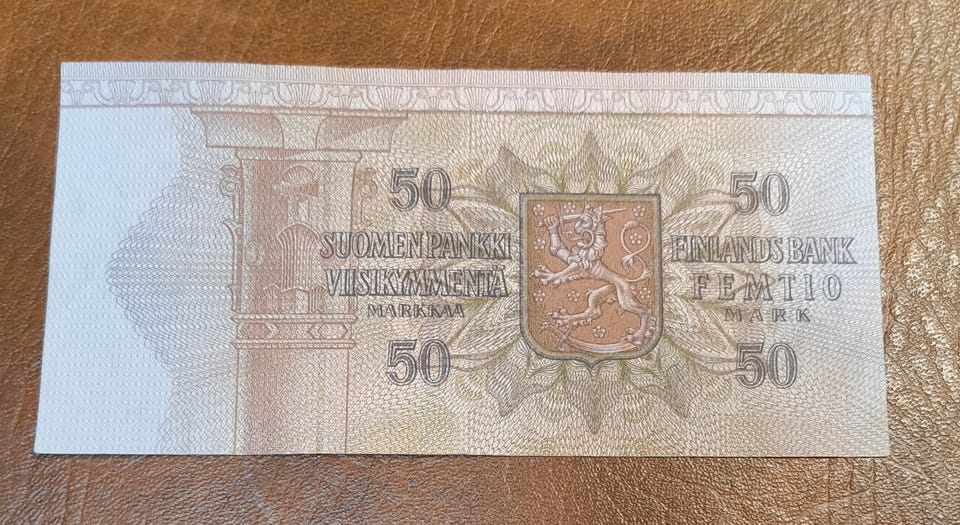 50 50
SUOMEN PANKKI FINLANDS BANK
VIISIKYMMENTÄ FEMTIO
MARKKAA MARK
50 50